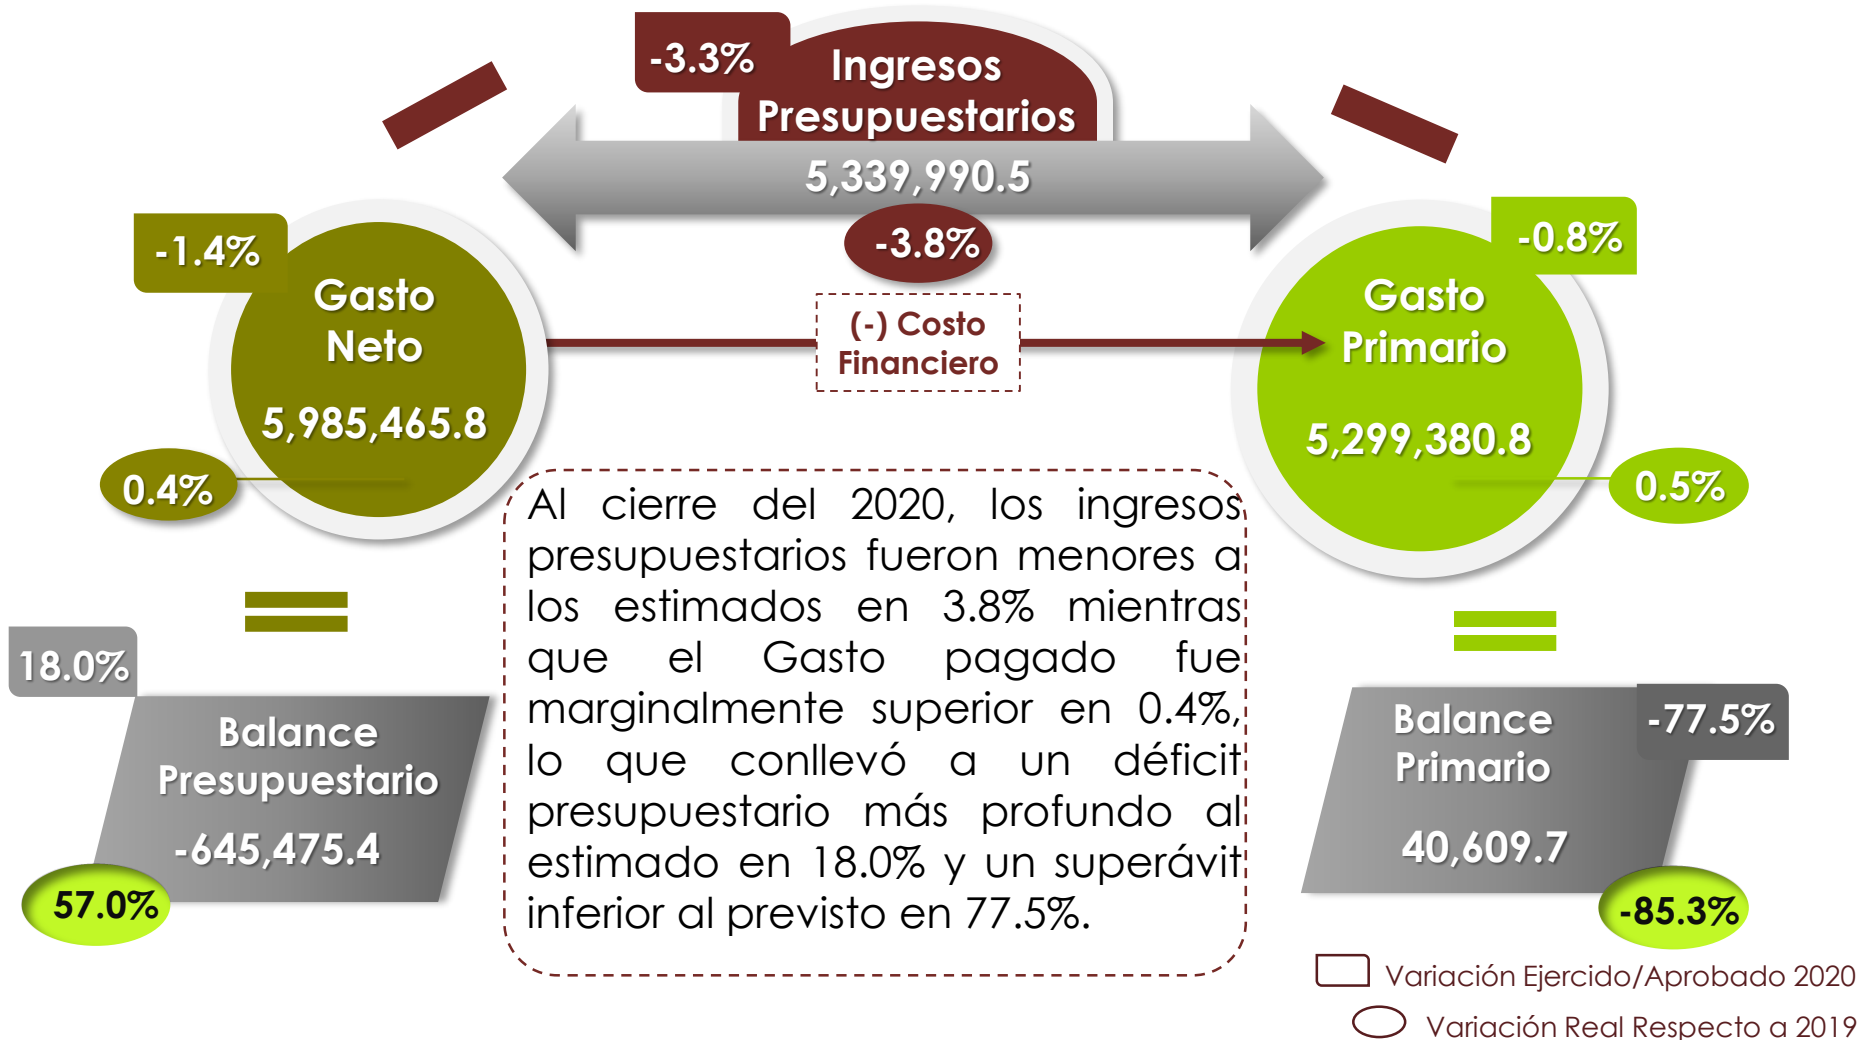 -3.3%
Ingresos
Presupuestarios
5,339,990.5
-3.8%
-1.4%
Gasto
Neto
5,985,465.8
0.4%
(-) Costo
Financiero
-0.8%
Gasto
Primario
5,299,380.8
0.5%
Al cierre del 2020, los ingresos
presupuestarios fueron menores a
los estimados en 3.8% mientras
que el Gasto pagado fue
marginalmente superior en 0.4%,
lo que conllevó a un déficit
presupuestario más profundo al
estimado en 18.0% y un superávit
inferior al previsto en 77.5%.
18.0%
Balance
Presupuestario
-645,475.4
57.0%
Balance
Primario
-77.5%
40,609.7
-85.3%
Variación Ejercido/Aprobado 2020
Variación Real Respecto a 2019